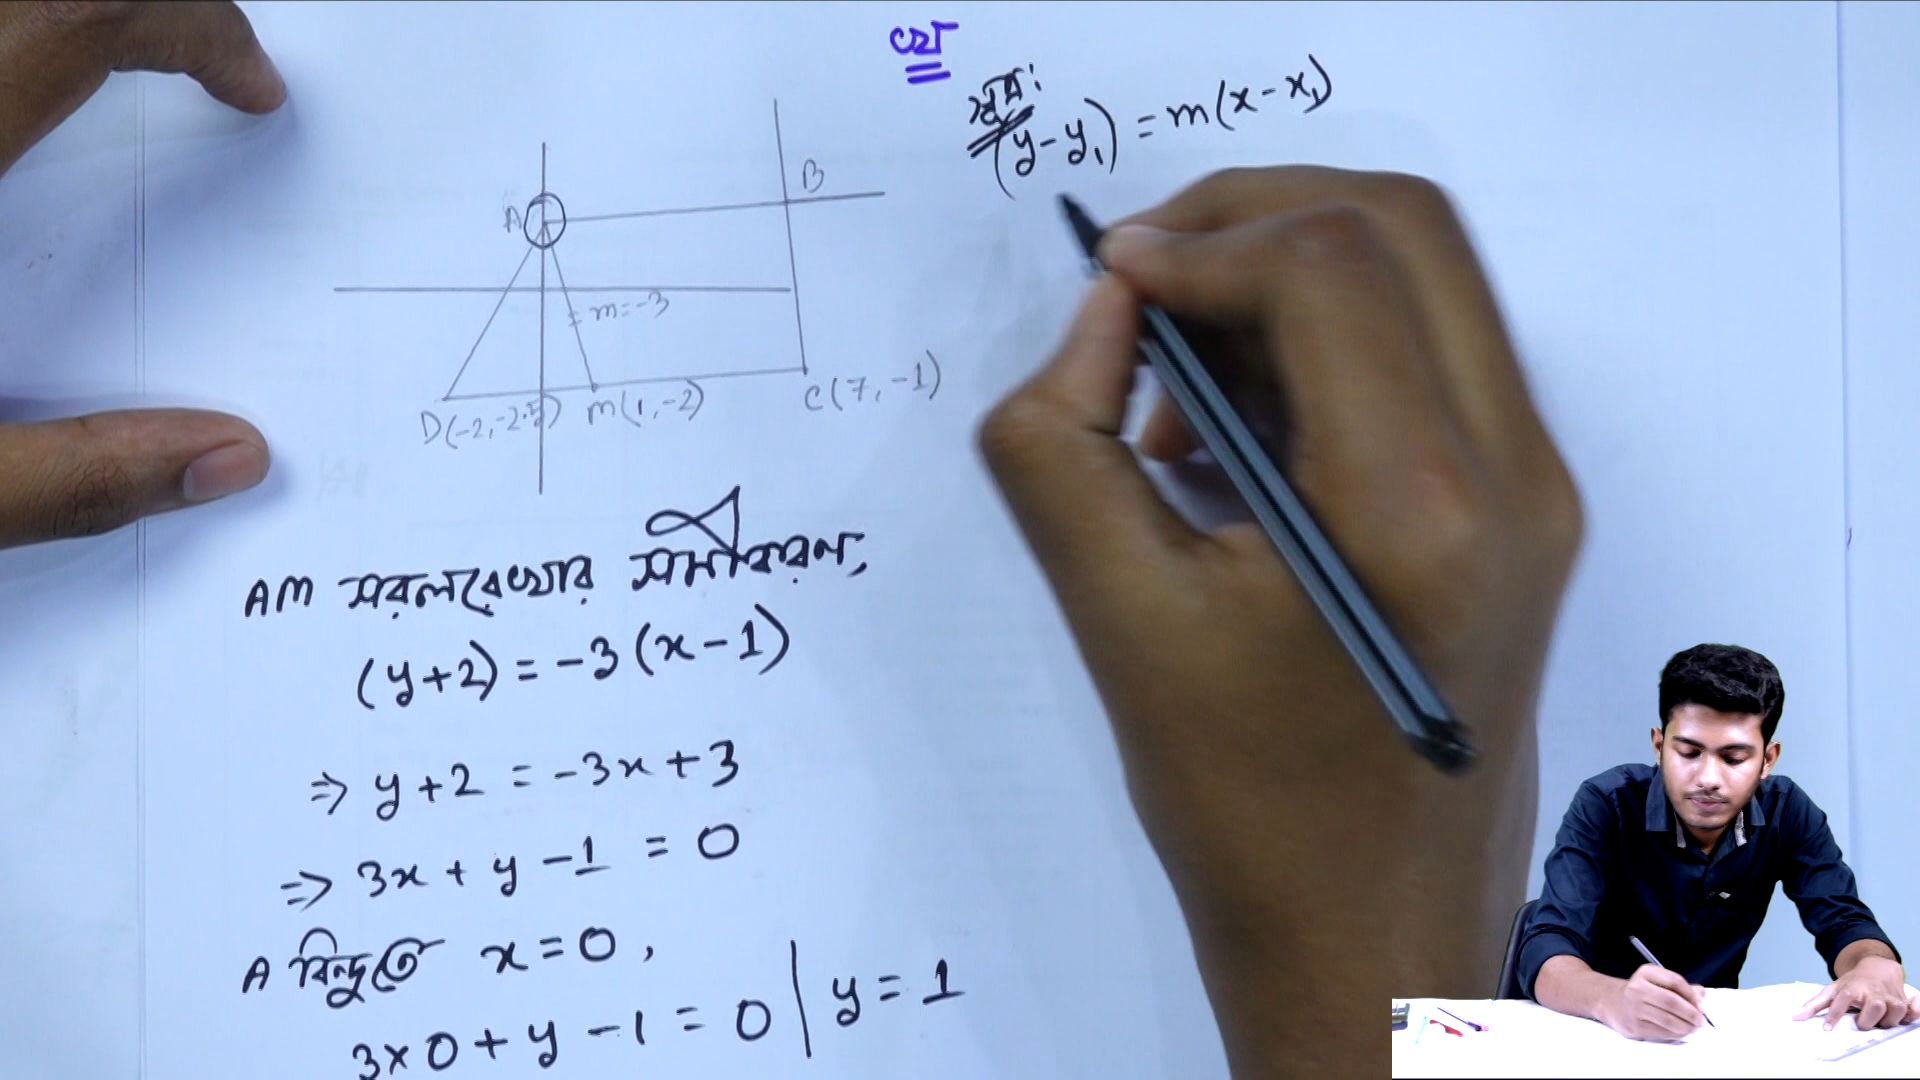 খ
সূত্র:
(y-y₁) = m(x-x₁)
A
B
= m=-3
D(-2,-2.5)
m(1,-2)
C(7,-1)
AM সরলরেখার সমীকরণ,
(y+2) = -3(x-1)
⇒ y+2 = -3x+3
⇒ 3x + y -1 = 0
A বিন্দুতে x=0,
3×0 + y -1 = 0 | y = 1